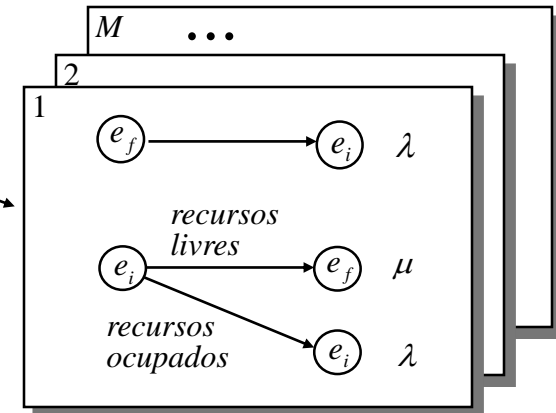 M ...
2
1
e_f e_i λ
recursos
livres
e_i e_f μ
recursos
ocupados e_i λ